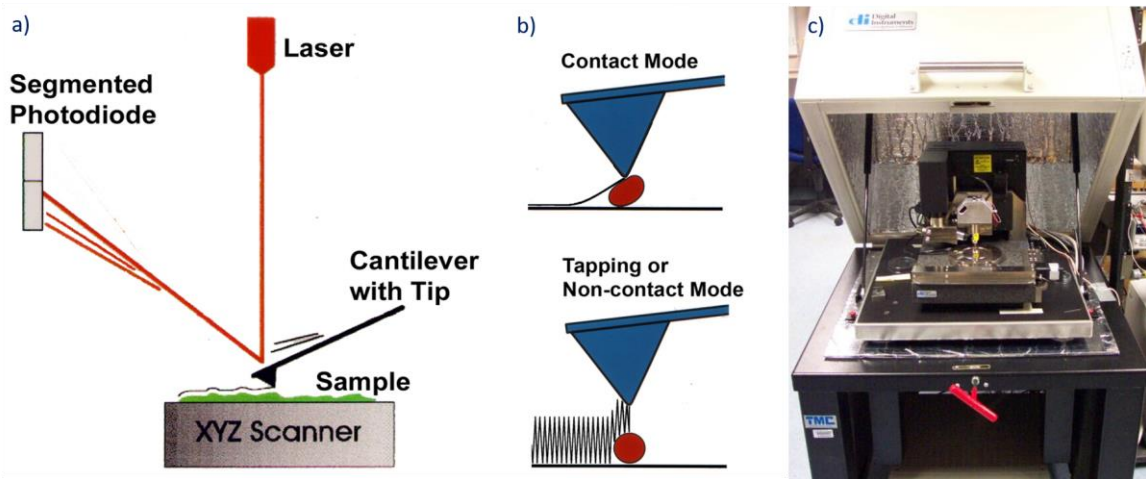 a)
Laser
Segmented
Photodiode
Cantilever
with Tip
Sample
XYZ Scanner
b)
Contact Mode
Tapping or
Non-contact Mode
c)
di Digital
Instruments
TMC